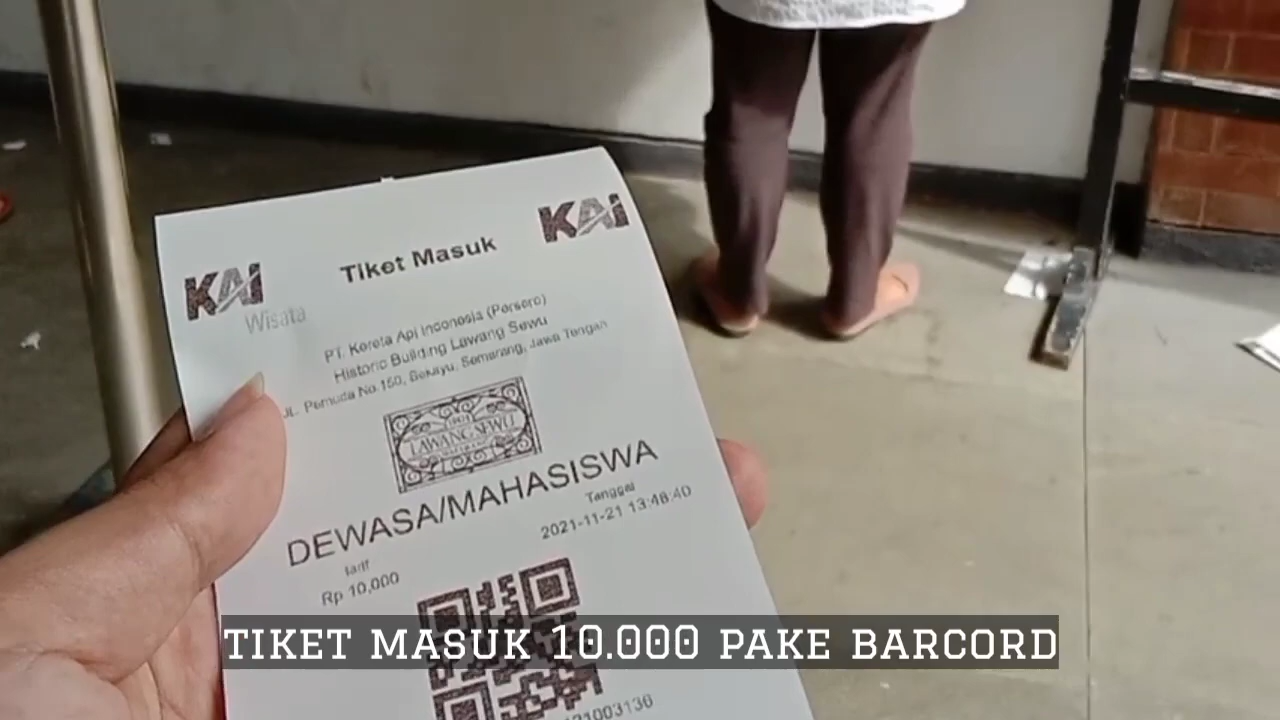 KAI
Tiket Masuk
KAI
Wisata
PT. Kereta Api Indonesia (Persero)
Historic Building Lawang Sewu
JL. Pemuda No.160, Sekayu, Semarang, Jawa Tengah
LAWANG SEWU
DEWASA/MAHASISWA
Tanggal
2021-11-21 13:48:40
tarif
Rp 10,000
TIKET MASUK 10.000 PAKE BARCORD
21003136